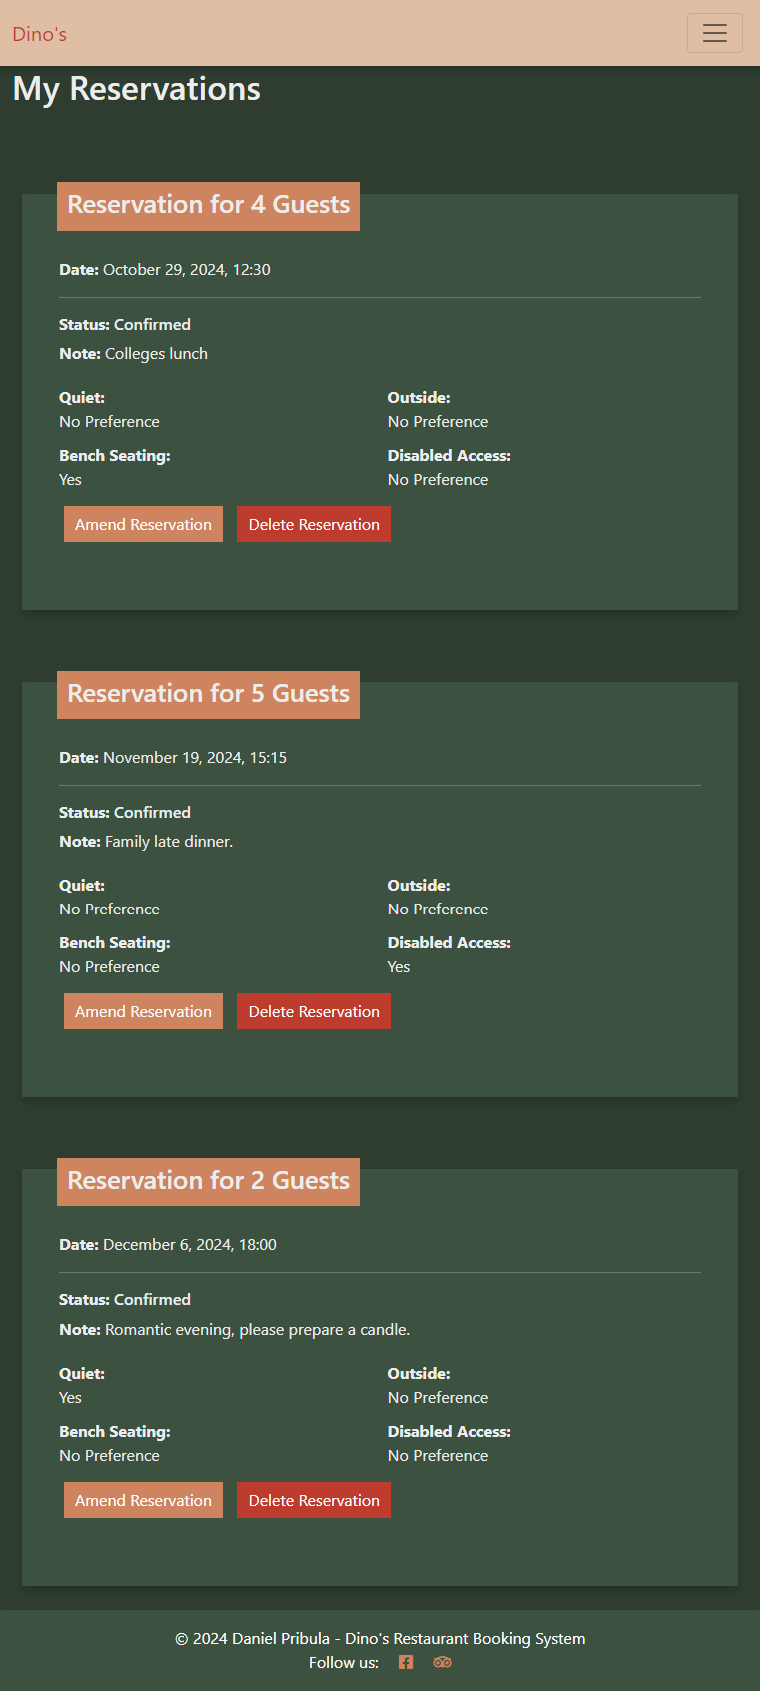 Dino's
My Reservations
Reservation for 4 Guests
Date: October 29, 2024, 12:30
Status: Confirmed
Note: Colleges lunch
Quiet: Outside:
No Preference No Preference
Bench Seating: Disabled Access:
Yes No Preference
Amend Reservation Delete Reservation
Reservation for 5 Guests
Date: November 19, 2024, 15:15
Status: Confirmed
Note: Family late dinner.
Quiet: Outside:
No Preference No Preference
Bench Seating: Disabled Access:
No Preference Yes
Amend Reservation Delete Reservation
Reservation for 2 Guests
Date: December 6, 2024, 18:00
Status: Confirmed
Note: Romantic evening, please prepare a candle.
Quiet: Outside:
Yes No Preference
Bench Seating: Disabled Access:
No Preference No Preference
Amend Reservation Delete Reservation
© 2024 Daniel Pribula - Dino's Restaurant Booking System
Follow us: